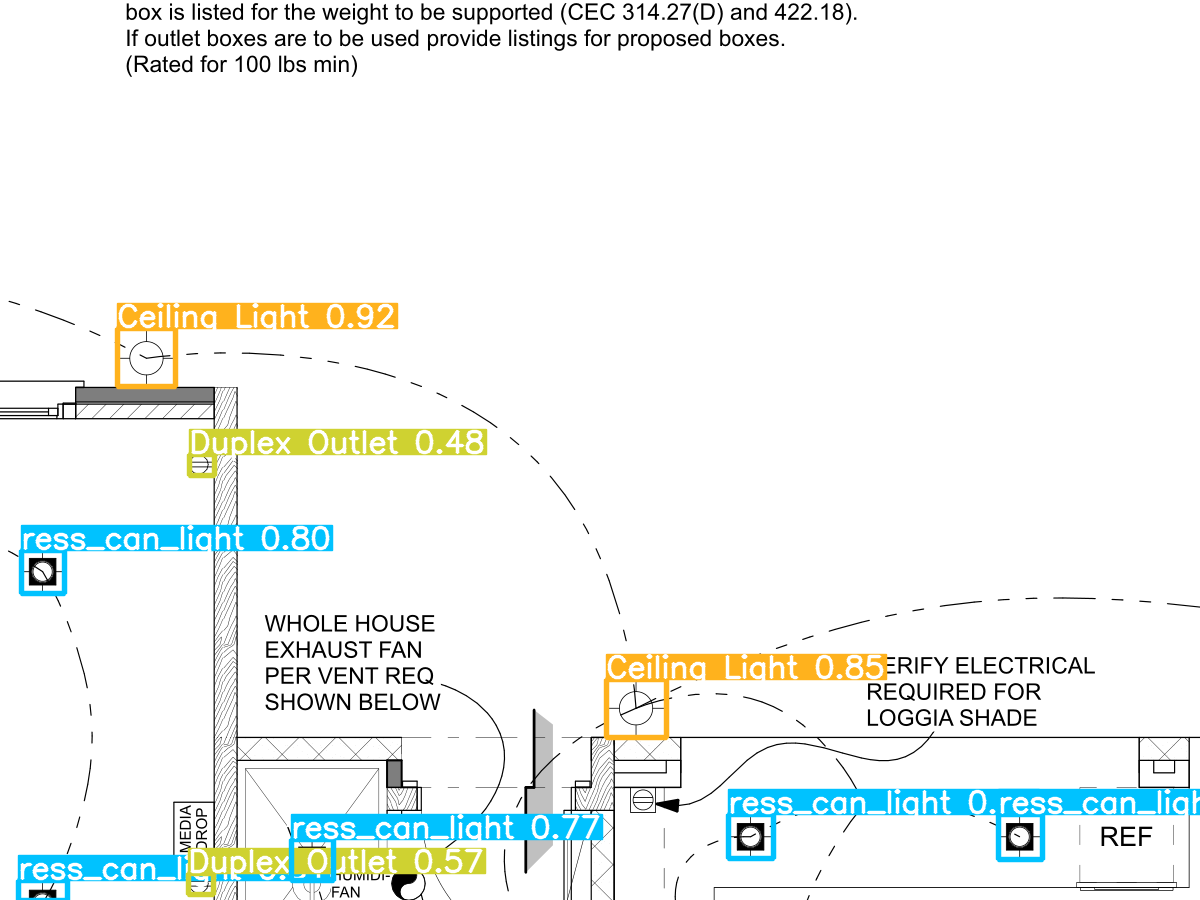 box is listed for the weight to be supported (CEC 314.27(D) and 422.18).
If outlet boxes are to be used provide listings for proposed boxes.
(Rated for 100 lbs min)
Ceiling Light 0.92
Duplex Outlet 0.48
ress_can_light 0.80
WHOLE HOUSE
EXHAUST FAN
PER VENT REQ
SHOWN BELOW
Ceiling Light 0.85
ERIFY ELECTRICAL
REQUIRED FOR
LOGGIA SHADE
ress_can_light 0.
ress_can_ligh
MEDIA
DROP
ress_can_light 0.77
REF
ress_can_l
Duplex Outlet 0.57
HUMIDI-
FAN